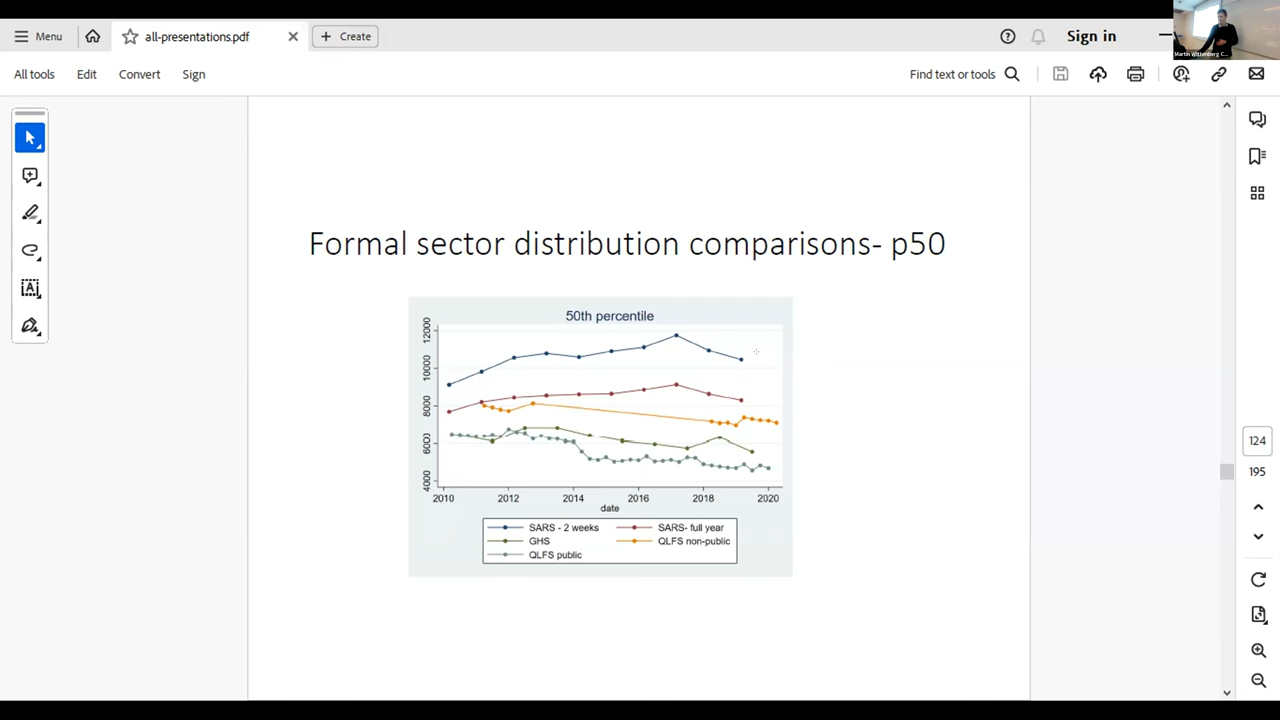 Menu
all-presentations.pdf
Create
Sign in
Martin Wittenberg C...
All tools
Edit
Convert
Sign
Find text or tools
Formal sector distribution comparisons- p50
50th percentile
12000
10000
8000
6000
4000
2010 2012 2014 2016 2018 2020
date
SARS - 2 weeks SARS- full year
GHS QLFS non-public
QLFS public
124
195